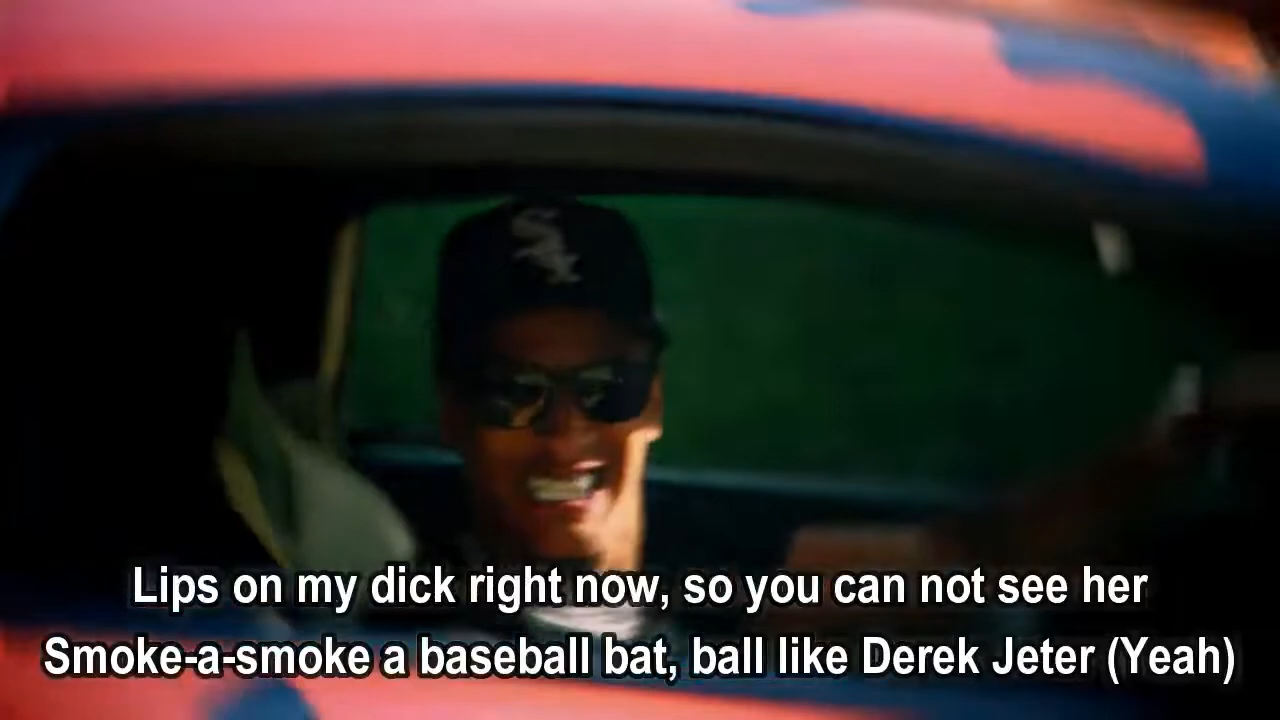 Sox
Lips on my dick right now, so you can not see her
Smoke-a-smoke a baseball bat, ball like Derek Jeter (Yeah)